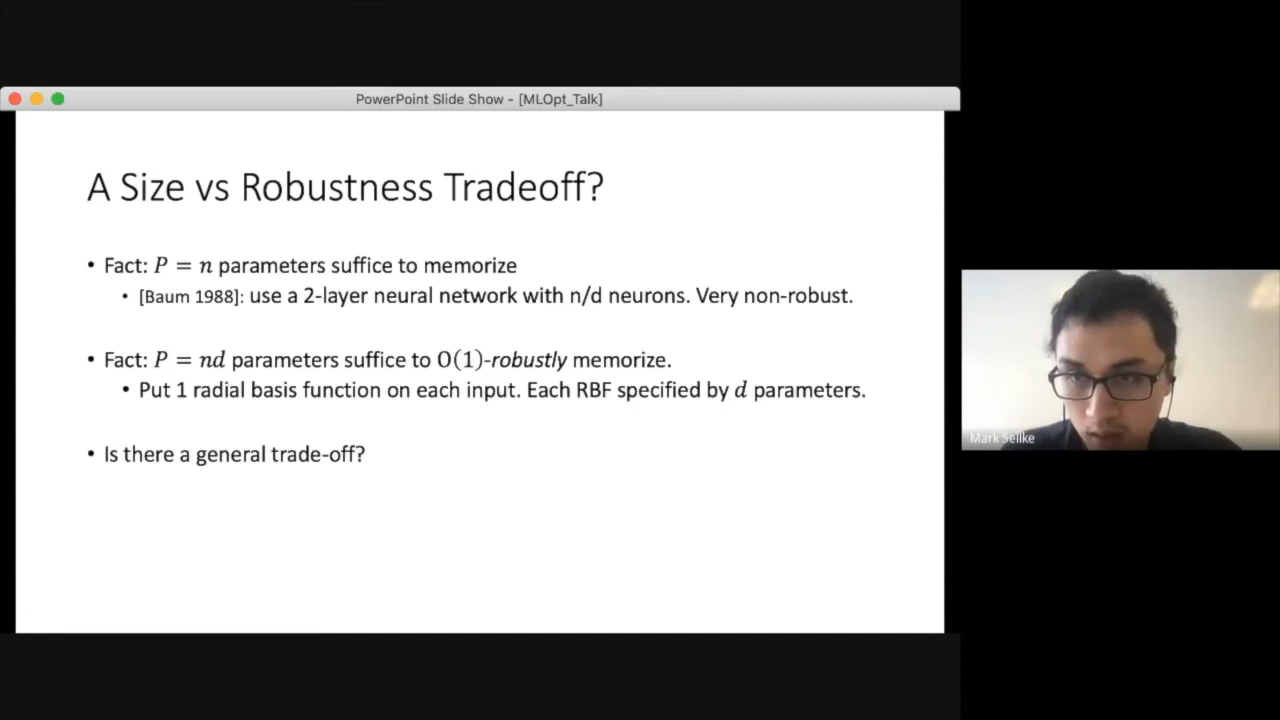 PowerPoint Slide Show - [MLOpt_Talk]
A Size vs Robustness Tradeoff?
• Fact: P = n parameters suffice to memorize
• [Baum 1988]: use a 2-layer neural network with n/d neurons. Very non-robust.
• Fact: P = nd parameters suffice to O(1)-robustly memorize.
• Put 1 radial basis function on each input. Each RBF specified by d parameters.
• Is there a general trade-off?
Mark Sellke